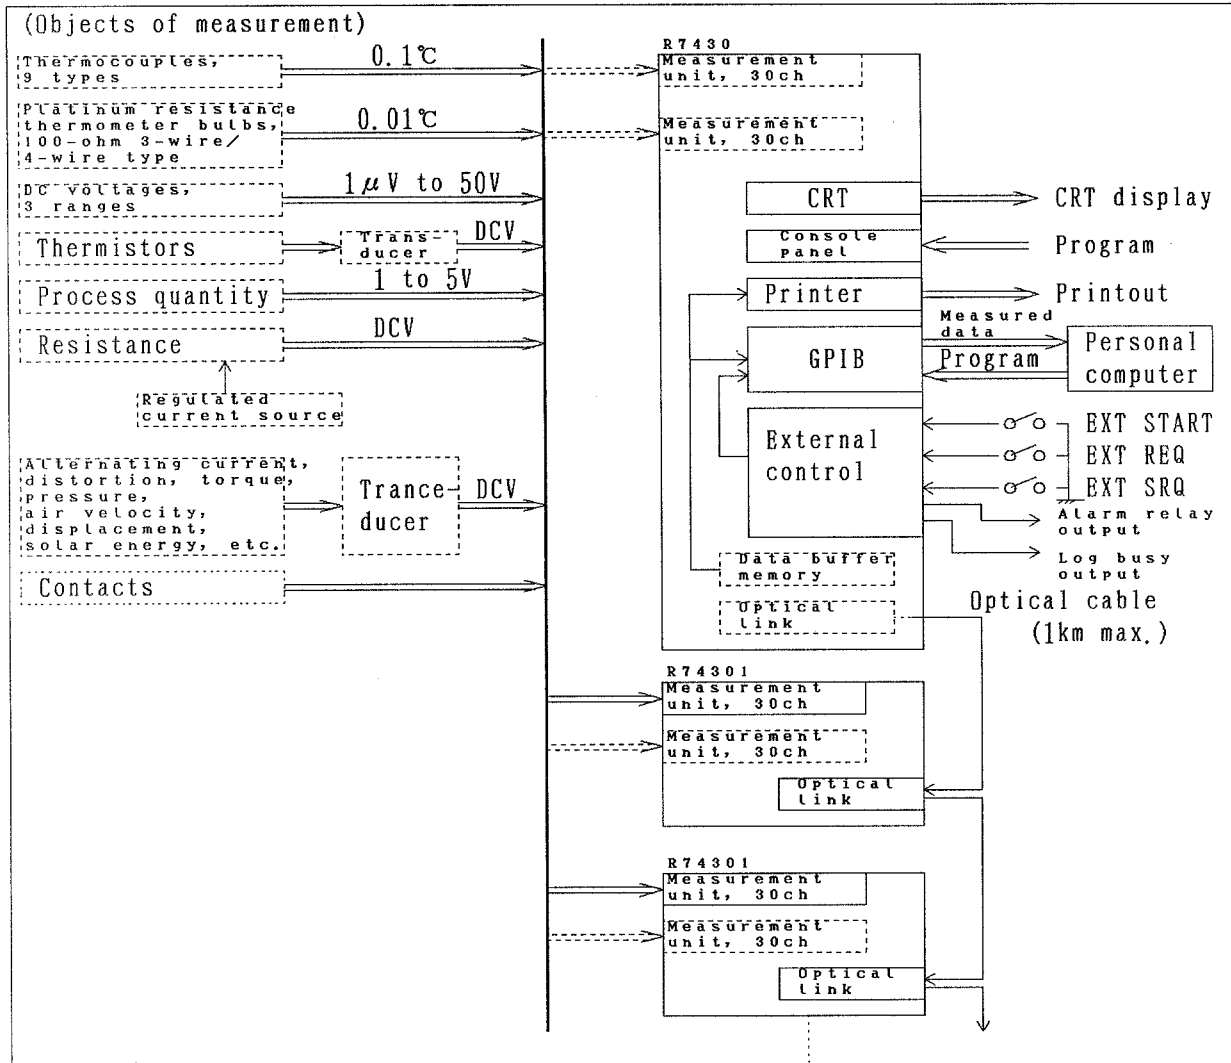 (Objects of measurement)
Thermocouples,
9 types
0.1℃
Platinum resistance
thermometer bulbs,
100-ohm 3-wire/
4-wire type
0.01℃
DC voltages,
3 ranges
1μV to 50V
Thermistors
Trans-
ducer
DCV
Process quantity
1 to 5V
Resistance
DCV
Regulated
current source
Alternating current,
distortion, torque,
pressure,
air velocity,
displacement,
solar energy, etc.
Trance-
ducer
DCV
Contacts
R7430
Measurement
unit, 30ch
Measurement
unit, 30ch
CRT
CRT display
Console
panel
Program
Printer
Printout
GPIB
Measured
data
Program
Personal
computer
External
control
EXT START
EXT REQ
EXT SRQ
Alarm relay
output
Log busy
output
Data buffer
memory
Optical
link
Optical cable
(1km max.)
R74301
Measurement
unit, 30ch
Measurement
unit, 30ch
Optical
link
R74301
Measurement
unit, 30ch
Measurement
unit, 30ch
Optical
link